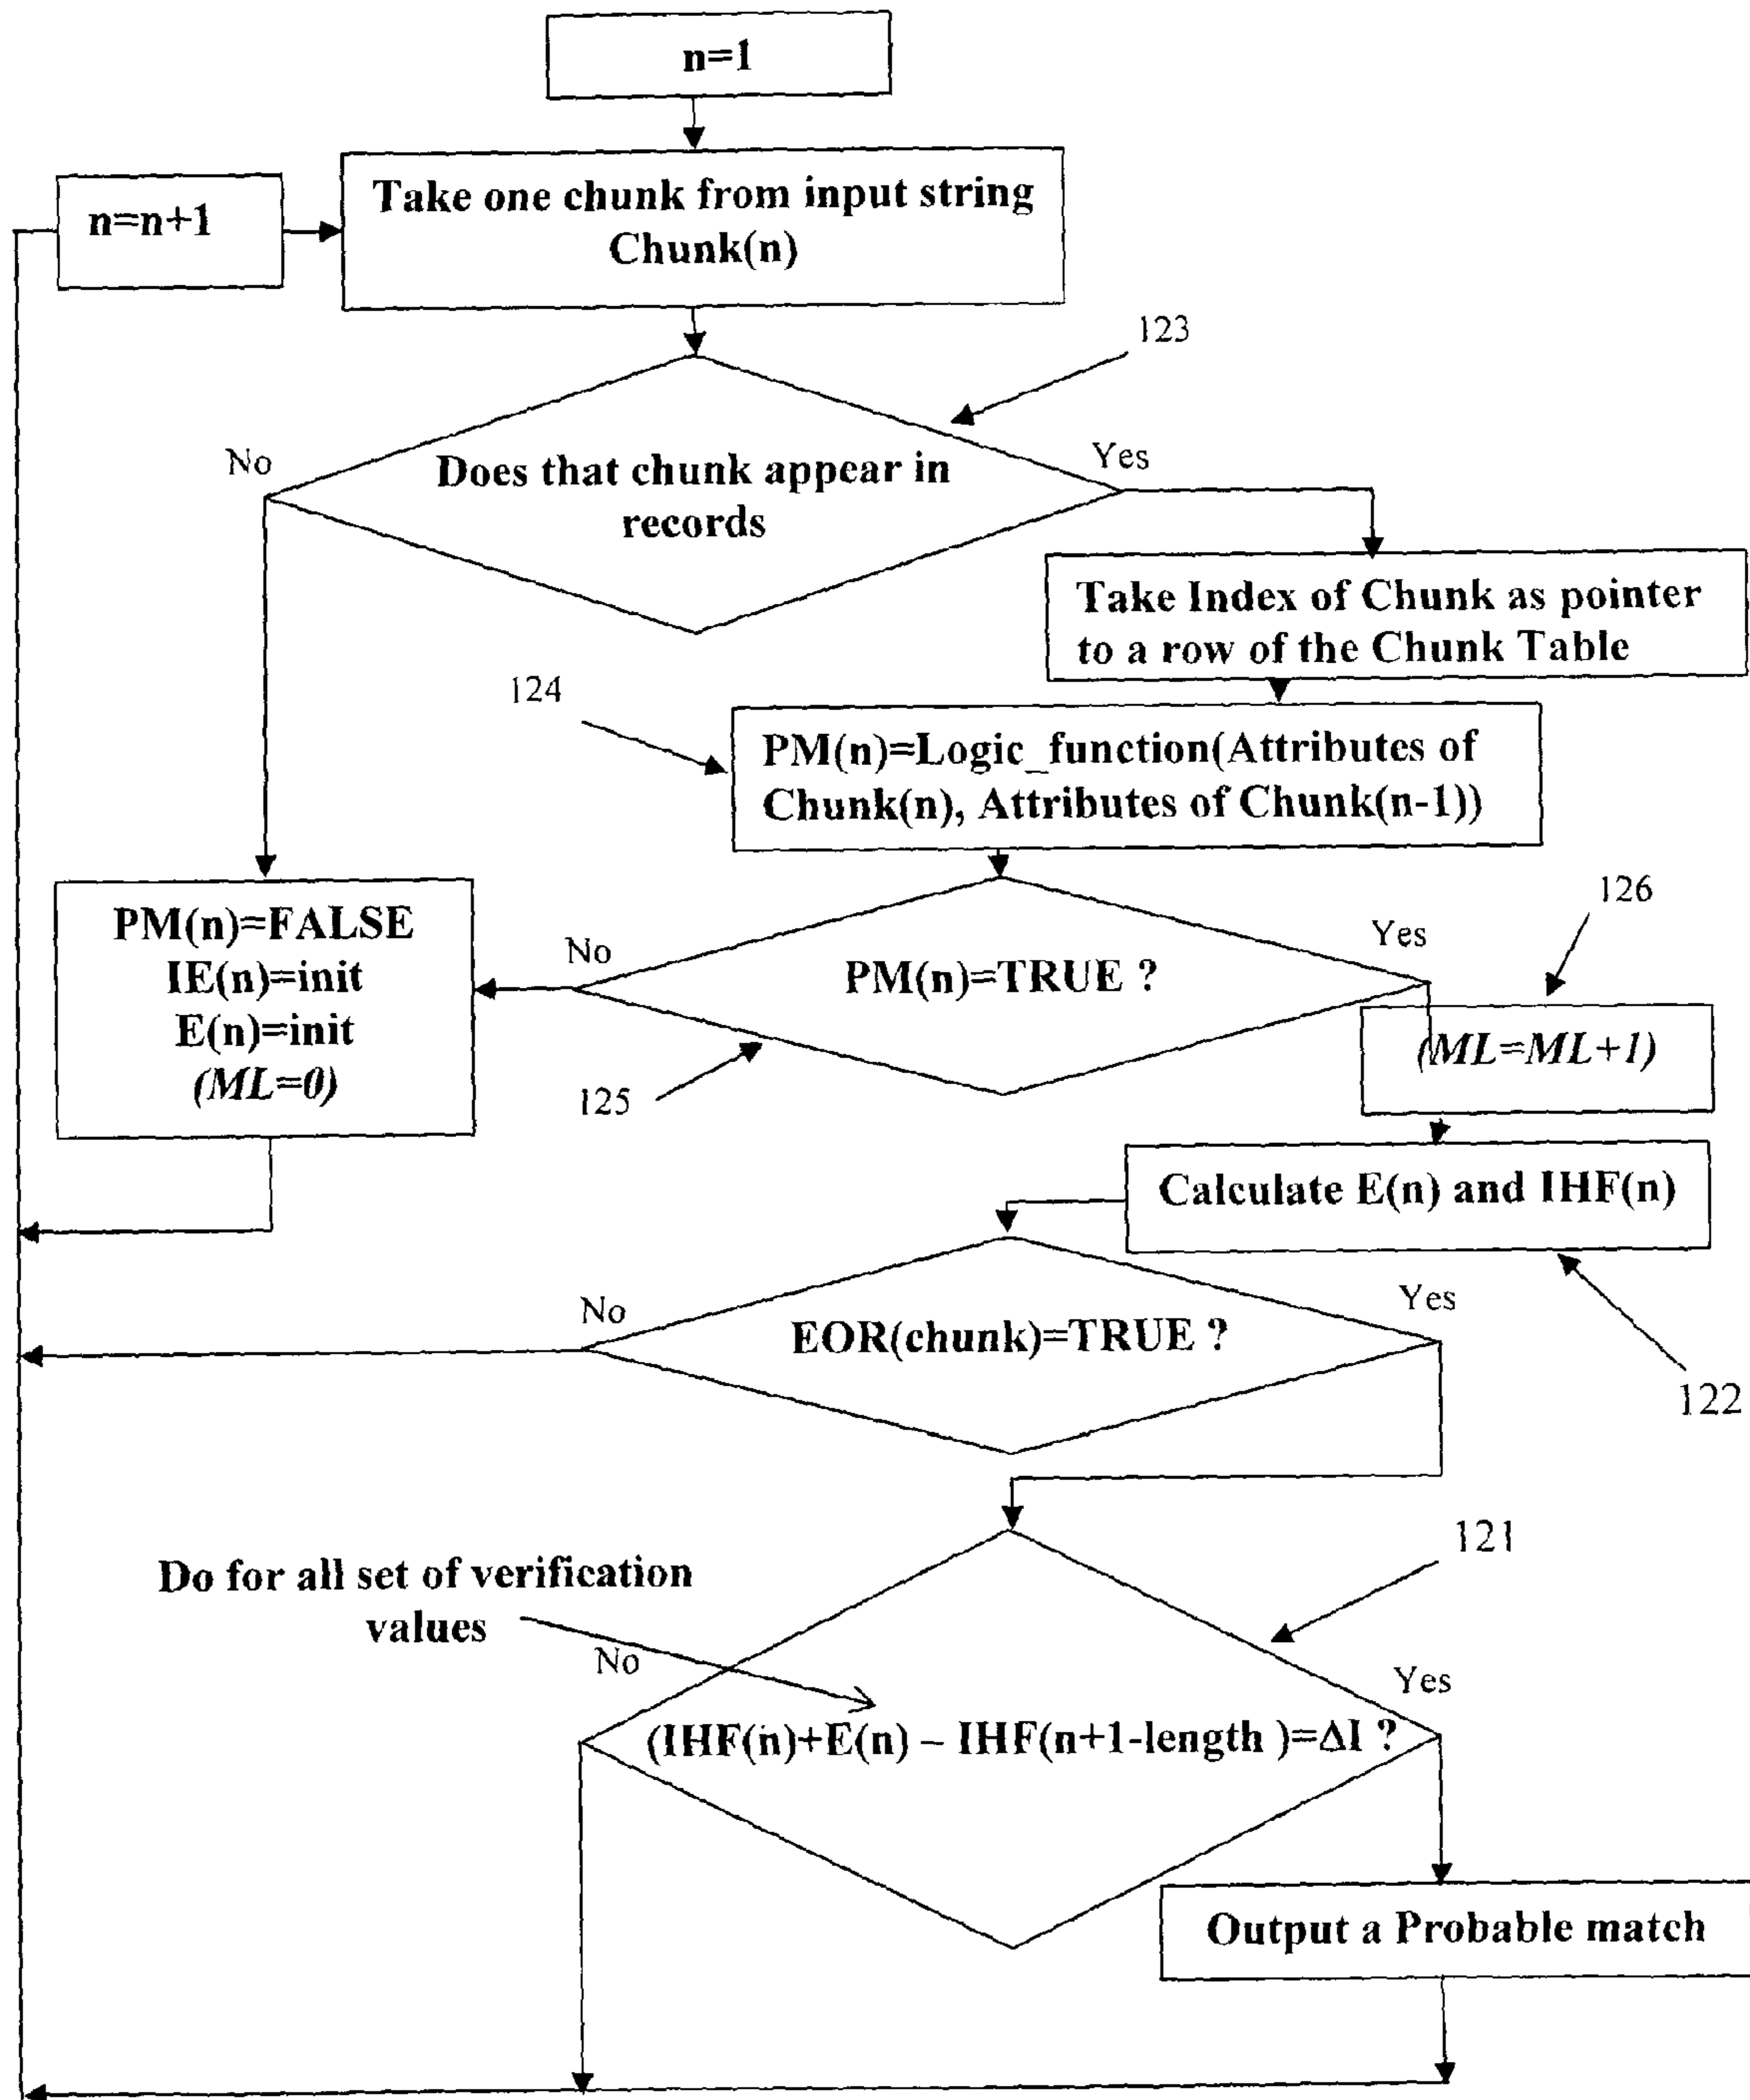 n=1
n=n+1
Take one chunk from input string
Chunk(n)
123
No
Yes
Does that chunk appear in
records
Take Index of Chunk as pointer
to a row of the Chunk Table
124
PM(n)=Logic_function(Attributes of
Chunk(n), Attributes of Chunk(n-1))
126
PM(n)=FALSE
IE(n)=init
E(n)=init
(ML=0)
No
Yes
PM(n)=TRUE ?
(ML=ML+1)
125
Calculate E(n) and IHF(n)
No
Yes
EOR(chunk)=TRUE ?
122
121
Do for all set of verification
values
No
Yes
(IHF(n)+E(n) – IHF(n+1-length )=ΔI ?
Output a Probable match